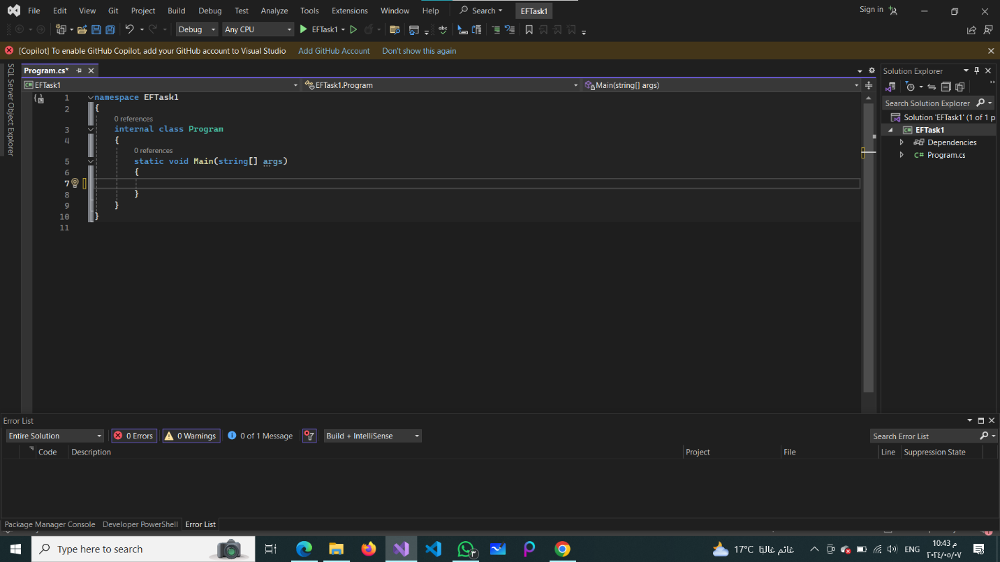 File Edit View Git Project Build Debug Test Analyze Tools Extensions Window Help Search EFTask1 Sign in
Debug Any CPU EFTask1
[Copilot] To enable GitHub Copilot, add your GitHub account to Visual Studio Add GitHub Account Don't show this again
SQL Server Object Explorer
Program.cs*
EFTask1 EFTask1.Program Main(string[] args)
1 namespace EFTask1
2 {
0 references
3 internal class Program
4 {
0 references
5 static void Main(string[] args)
6 {
7
8 }
9 }
10 }
11
Solution Explorer
Search Solution Explorer
Solution 'EFTask1' (1 of 1 p
EFTask1
Dependencies
C# Program.cs
Error List
Entire Solution 0 Errors 0 Warnings 0 of 1 Message Build + IntelliSense Search Error List
Code Description Project File Line Suppression State
Package Manager Console Developer PowerShell Error List
Type here to search
٣
17°C غائم غالبًا
ENG
10:43 م
٢٠٢٤/٠٥/٠٧